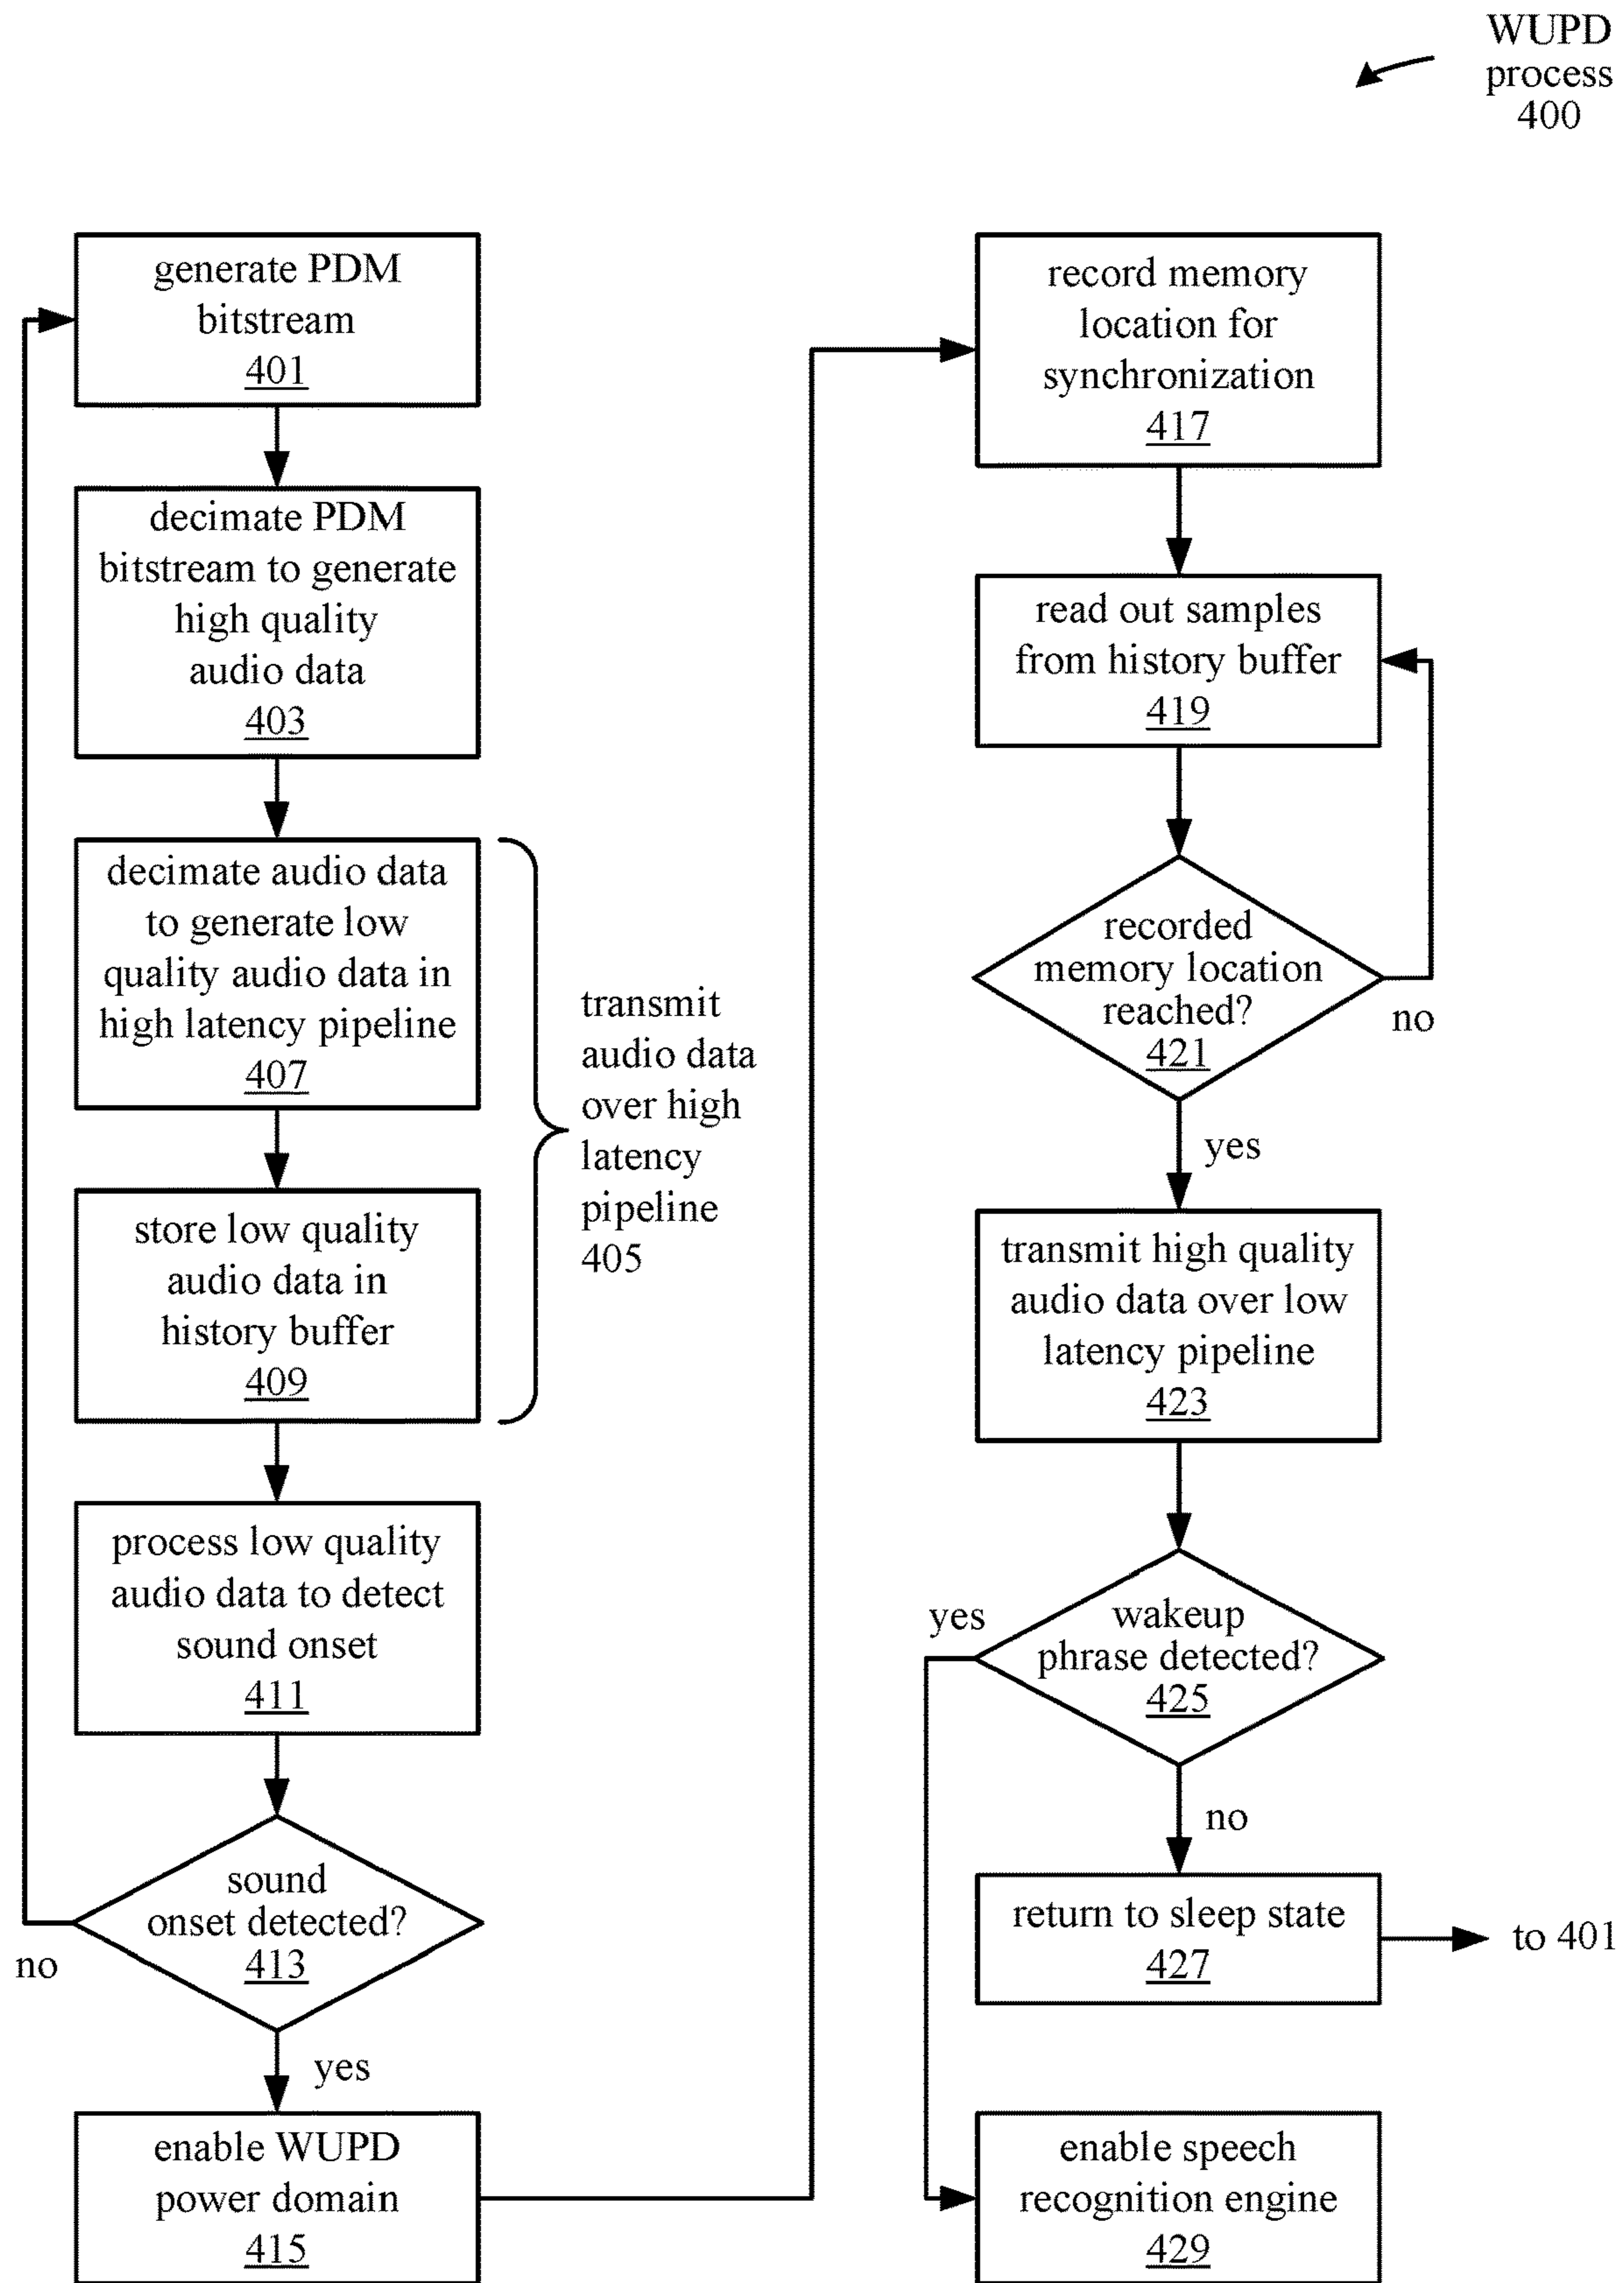 WUPD
process
400
generate PDM
bitstream
401
decimate PDM
bitstream to generate
high quality
audio data
403
decimate audio data
to generate low
quality audio data in
high latency pipeline
407
store low quality
audio data in
history buffer
409
transmit
audio data
over high
latency
pipeline
405
process low quality
audio data to detect
sound onset
411
sound
onset detected?
413
no
yes
enable WUPD
power domain
415
record memory
location for
synchronization
417
read out samples
from history buffer
419
recorded
memory location
reached?
421
no
yes
transmit high quality
audio data over low
latency pipeline
423
yes
wakeup
phrase detected?
425
no
return to sleep state
427
to 401
enable speech
recognition engine
429